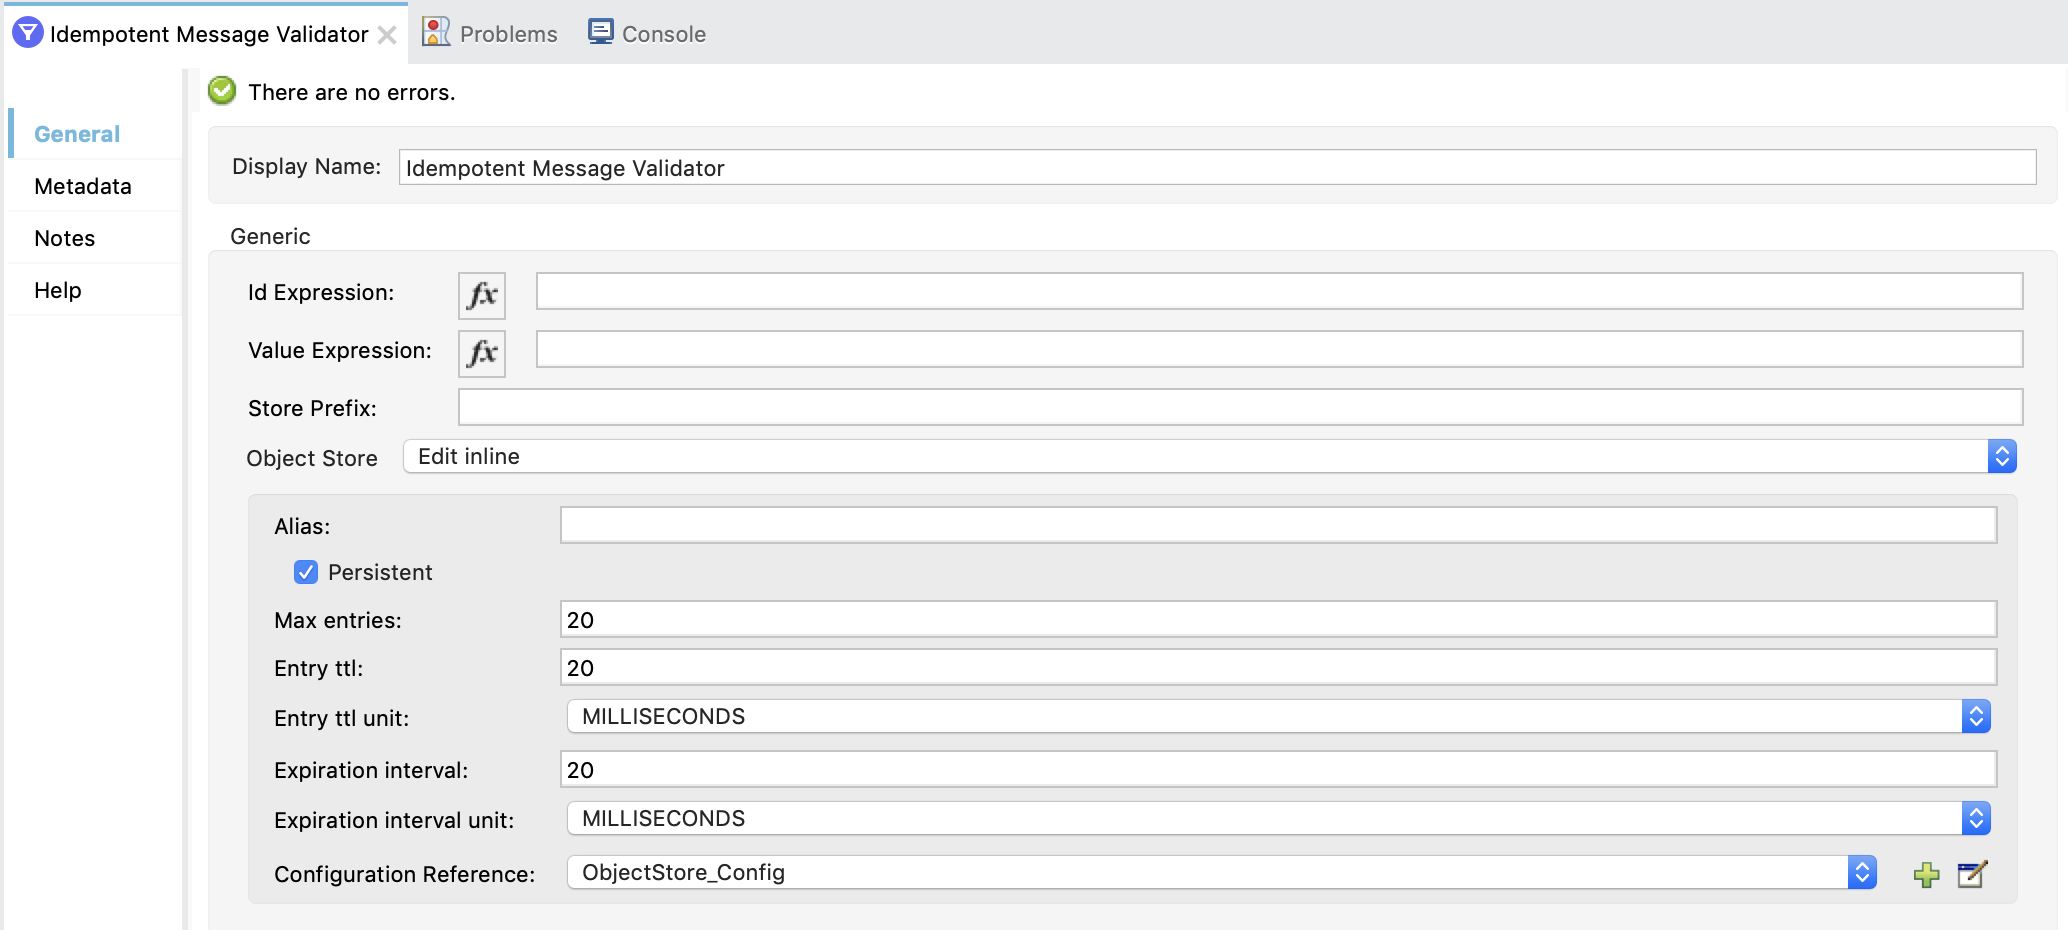 Idempotent Message Validator
Problems
Console
There are no errors.
General
Metadata
Notes
Help
Display Name: Idempotent Message Validator
Generic
Id Expression: fx
Value Expression: fx
Store Prefix:
Object Store Edit inline
Alias:
Persistent
Max entries: 20
Entry ttl: 20
Entry ttl unit: MILLISECONDS
Expiration interval: 20
Expiration interval unit: MILLISECONDS
Configuration Reference: ObjectStore_Config